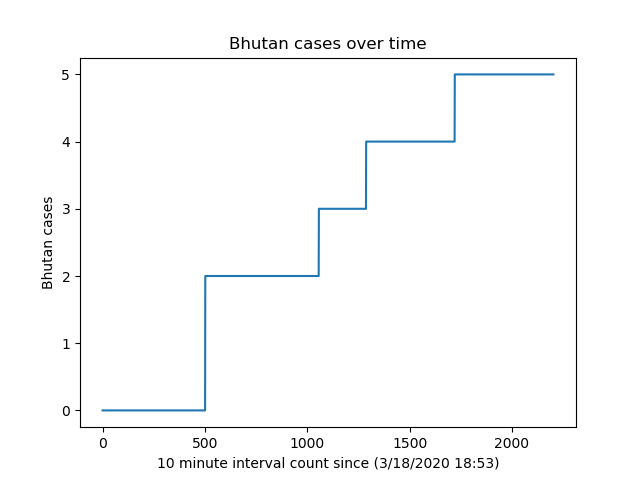 Bhutan cases over time
5
4
3
2
1
0
Bhutan cases
0 500 1000 1500 2000
10 minute interval count since (3/18/2020 18:53)